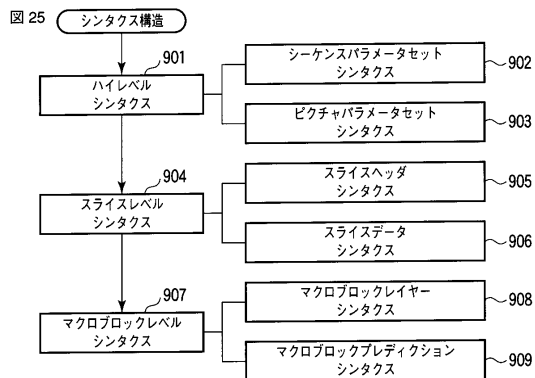 図 25
シンタクス構造
901
ハイレベル
シンタクス
シーケンスパラメータセット
シンタクス
902
ピクチャパラメータセット
シンタクス
903
904
スライスレベル
シンタクス
スライスヘッダ
シンタクス
905
スライスデータ
シンタクス
906
907
マクロブロックレベル
シンタクス
マクロブロックレイヤー
シンタクス
908
マクロブロックプレディクション
シンタクス
909